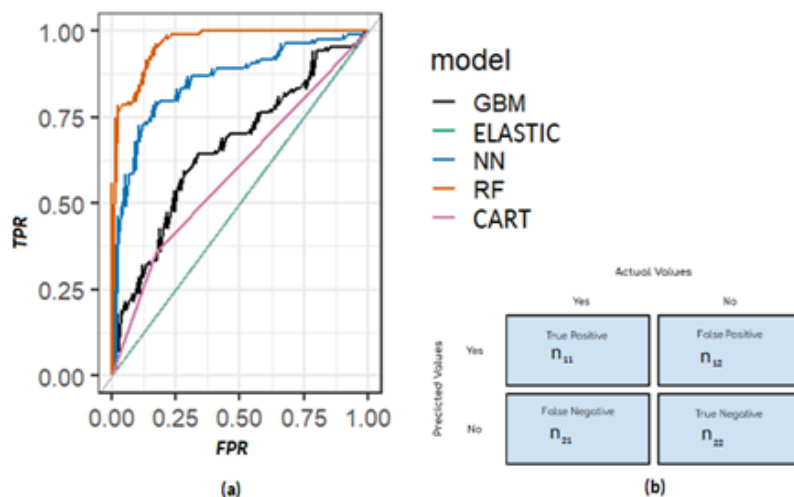 1.00
0.75
0.50
0.25
0.00
TPR
0.00 0.25 0.50 0.75 1.00
FPR
(a)
model
GBM
ELASTIC
NN
RF
CART
Actual Values
Yes No
Precicted Values
Yes
True Positive
n₁₁
False Positive
n₁₂
No
False Negative
n₂₁
True Negative
n₂₂
(b)